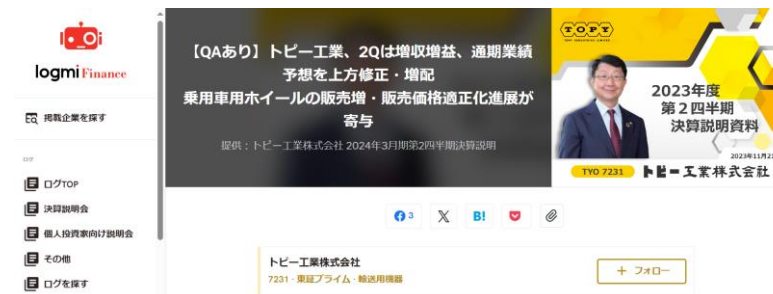 logmi Finance
掲載企業を探す
ログ
ログTOP
決算説明会
個人投資家向け説明会
その他
ログを探す
【QAあり】トピー工業、2Qは増収増益、通期業績
予想を上方修正・増配
乗用車用ホイールの販売増・販売価格適正化進展が
寄与
提供：トピー工業株式会社 2024年3月期第2四半期決算説明
TOPY
2023年度
第２四半期
決算説明資料
2023年11月2
TYO 7231
トピー工業株式会社
3
B!
トピー工業株式会社
7231・東証プライム・輸送用機器
＋ フォロー